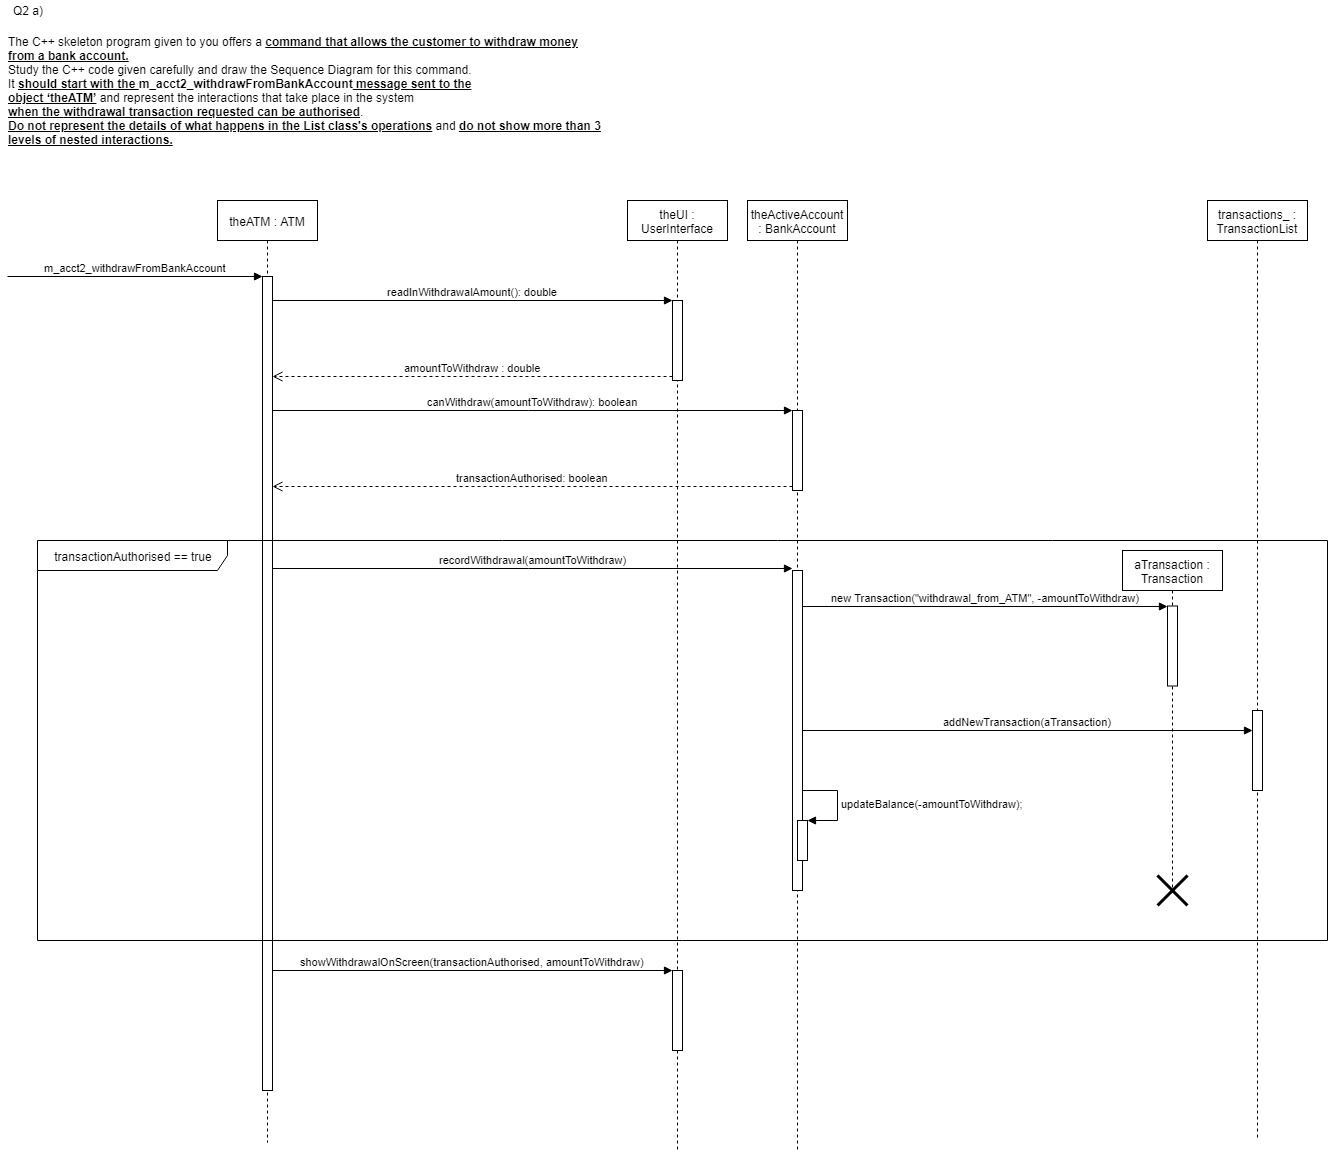 Q2 a)
The C++ skeleton program given to you offers a command that allows the customer to withdraw money
from a bank account.
Study the C++ code given carefully and draw the Sequence Diagram for this command.
It should start with the m_acct2_withdrawFromBankAccount message sent to the
object ‘theATM’ and represent the interactions that take place in the system
when the withdrawal transaction requested can be authorised.
Do not represent the details of what happens in the List class's operations and do not show more than 3
levels of nested interactions.
theATM : ATM
theUI :
UserInterface
theActiveAccount
: BankAccount
transactions_ :
TransactionList
m_acct2_withdrawFromBankAccount
readInWithdrawalAmount(): double
amountToWithdraw : double
canWithdraw(amountToWithdraw): boolean
transactionAuthorised: boolean
transactionAuthorised == true
recordWithdrawal(amountToWithdraw)
aTransaction :
Transaction
new Transaction("withdrawal_from_ATM", -amountToWithdraw)
addNewTransaction(aTransaction)
updateBalance(-amountToWithdraw);
showWithdrawalOnScreen(transactionAuthorised, amountToWithdraw)